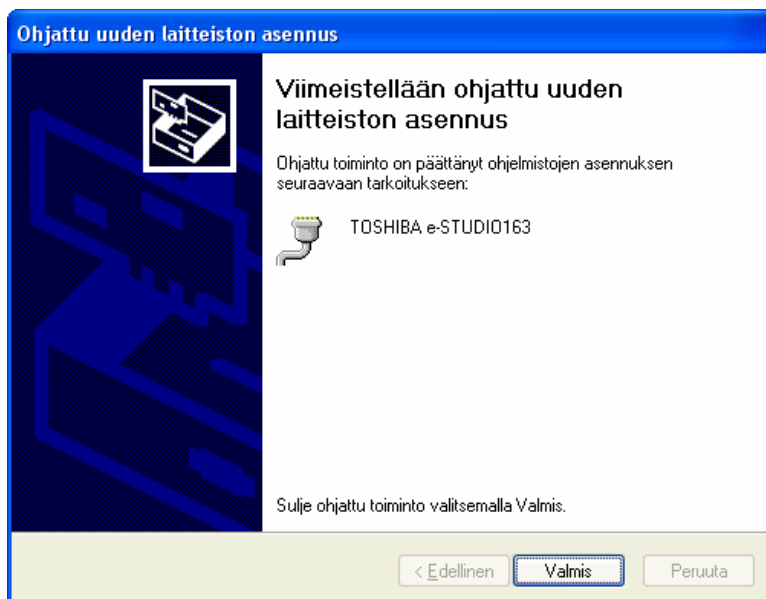 Ohjattu uuden laitteiston asennus
Viimeistellään ohjattu uuden
laitteiston asennus
Ohjattu toiminto on päättänyt ohjelmistojen asennuksen
seuraavaan tarkoitukseen:
TOSHIBA e-STUDIO163
Sulje ohjattu toiminto valitsemalla Valmis.
< Edellinen Valmis Peruuta